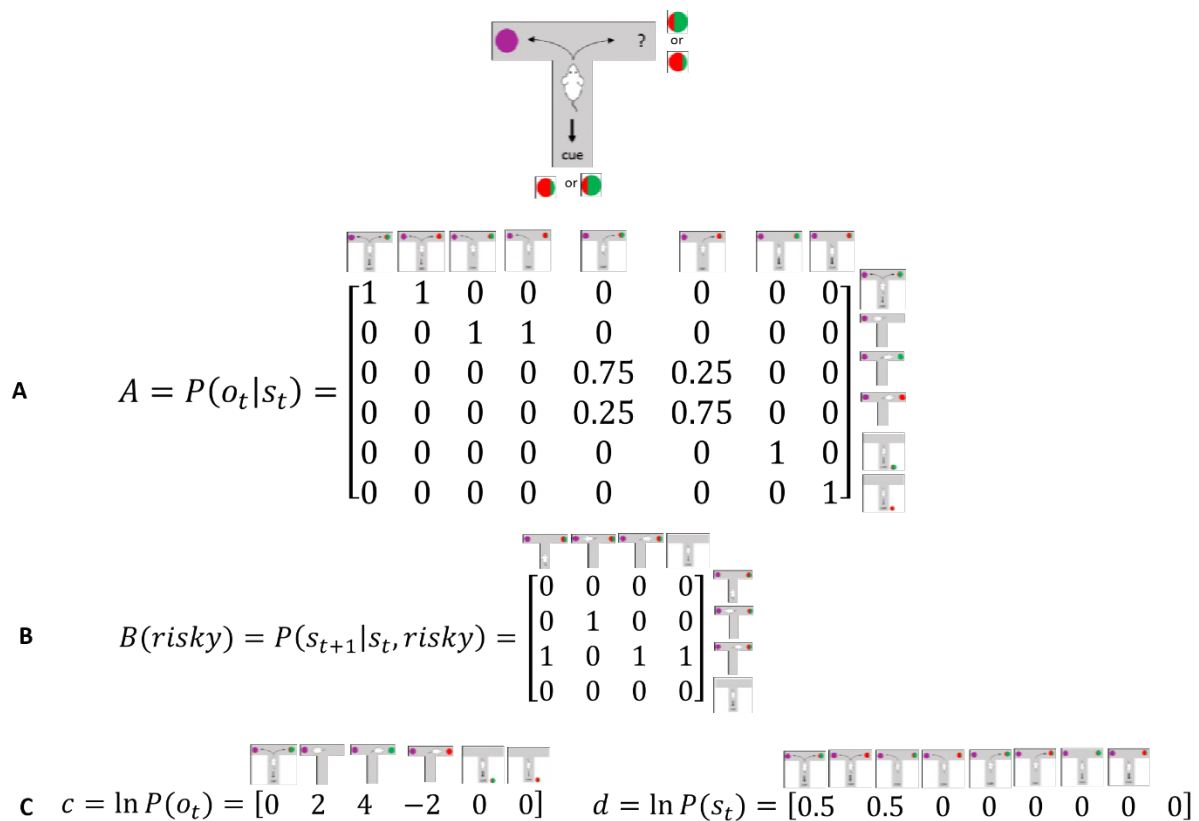 ?
or
cue
or
A
A = P(o_t|s_t) =
1 1 0 0 0 0 0 0
0 0 1 1 0 0 0 0
0 0 0 0 0.75 0.25 0 0
0 0 0 0 0.25 0.75 0 0
0 0 0 0 0 0 1 0
0 0 0 0 0 0 0 1
B
B(risky) = P(s_{t+1}|s_t, risky) =
0 0 0 0
0 1 0 0
1 0 1 1
0 0 0 0
C
c = ln P(o_t) = [0 2 4 −2 0 0]
d = ln P(s_t) = [0.5 0.5 0 0 0 0 0 0]